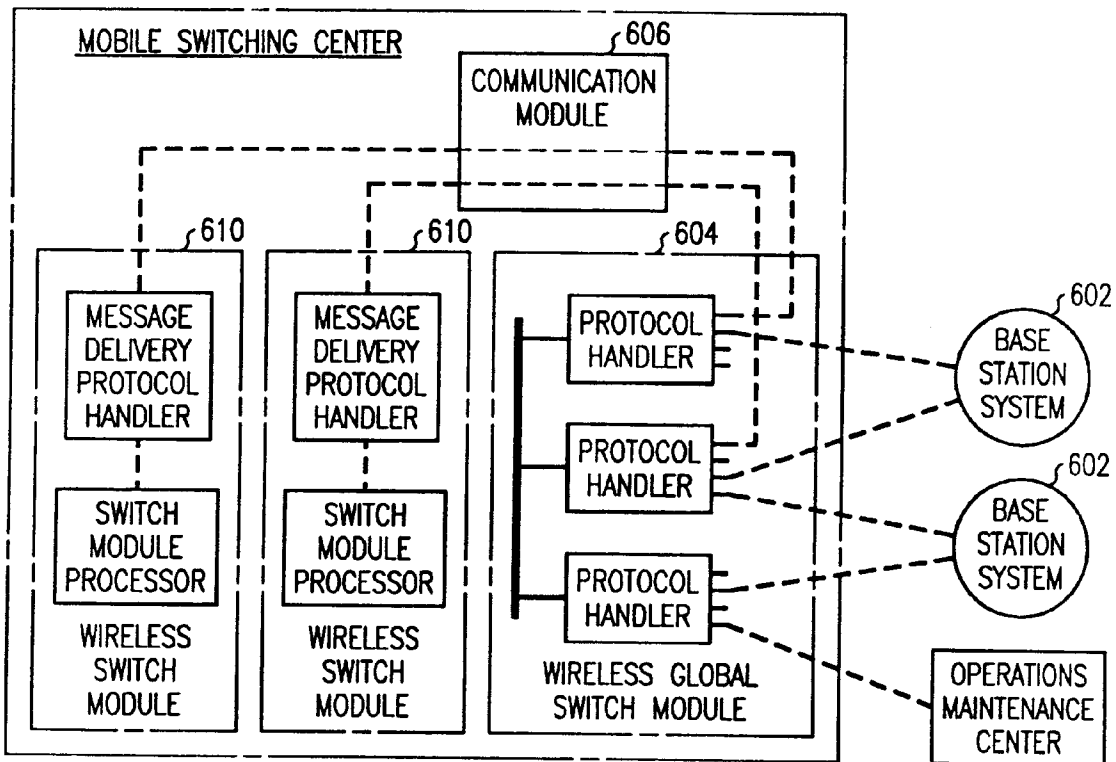 MOBILE SWITCHING CENTER
606
COMMUNICATION
MODULE
610
610
604
MESSAGE
DELIVERY
PROTOCOL
HANDLER
SWITCH
MODULE
PROCESSOR
WIRELESS
SWITCH
MODULE
MESSAGE
DELIVERY
PROTOCOL
HANDLER
SWITCH
MODULE
PROCESSOR
WIRELESS
SWITCH
MODULE
PROTOCOL
HANDLER
PROTOCOL
HANDLER
PROTOCOL
HANDLER
WIRELESS GLOBAL
SWITCH MODULE
602
BASE
STATION
SYSTEM
602
BASE
STATION
SYSTEM
OPERATIONS
MAINTENANCE
CENTER